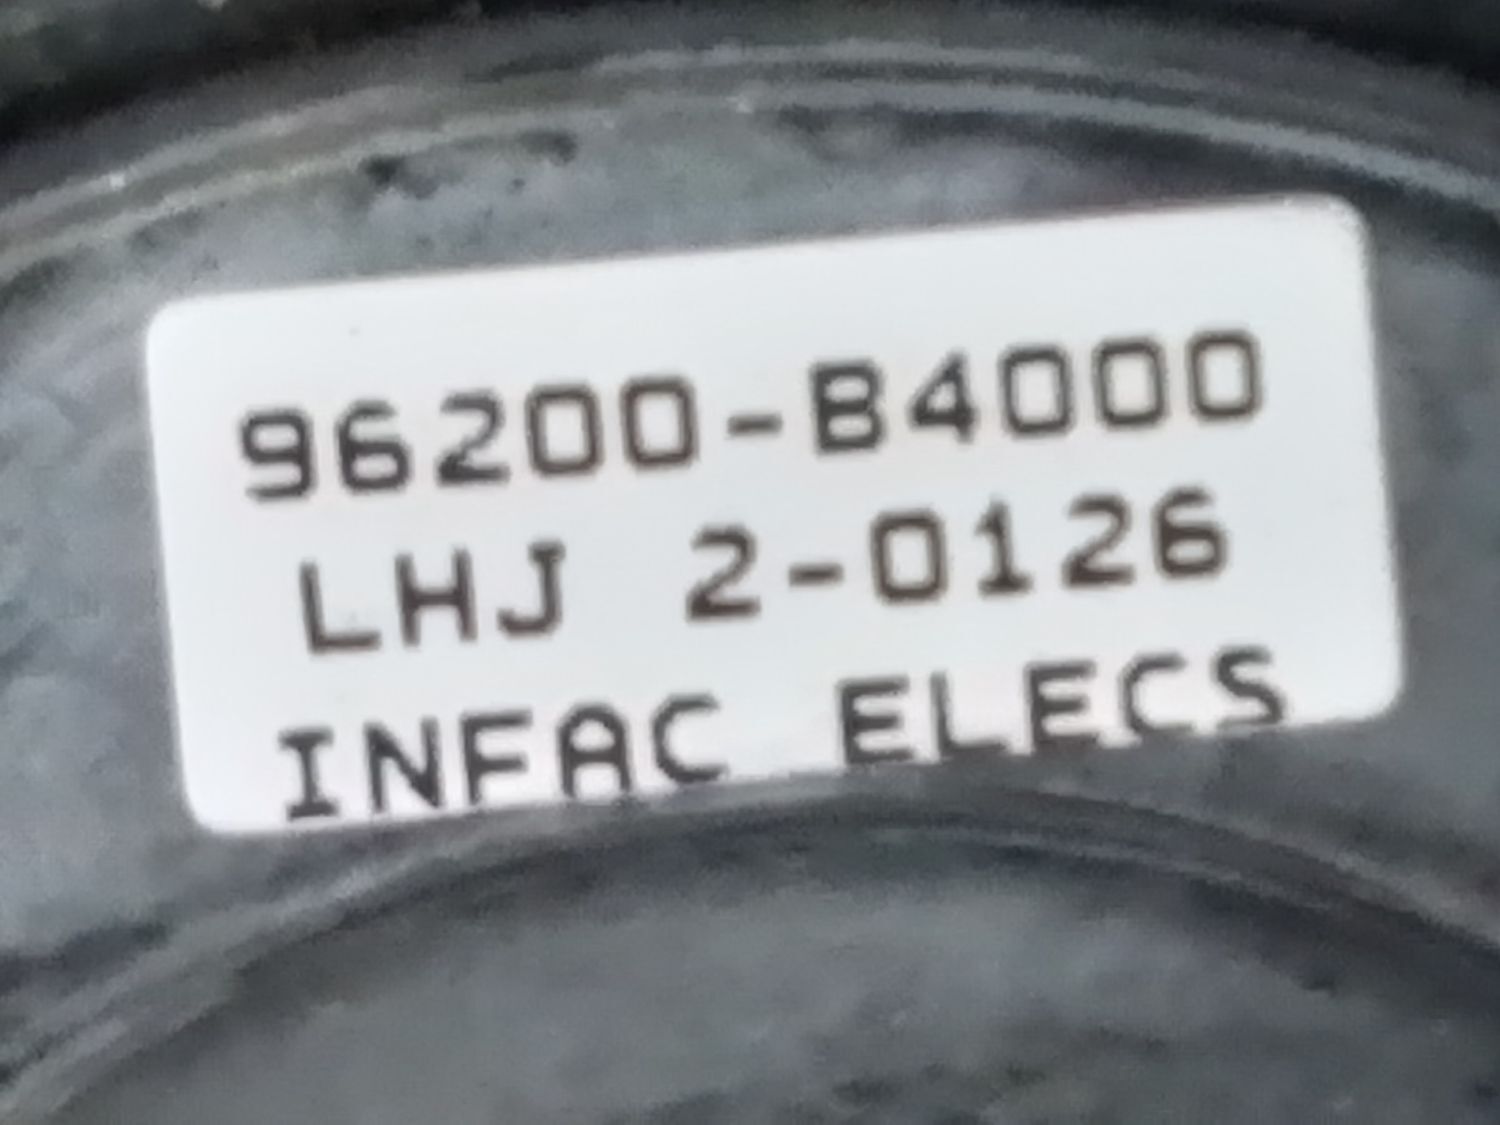 96200-B4000
LHJ 2-0126
INFAC ELECS